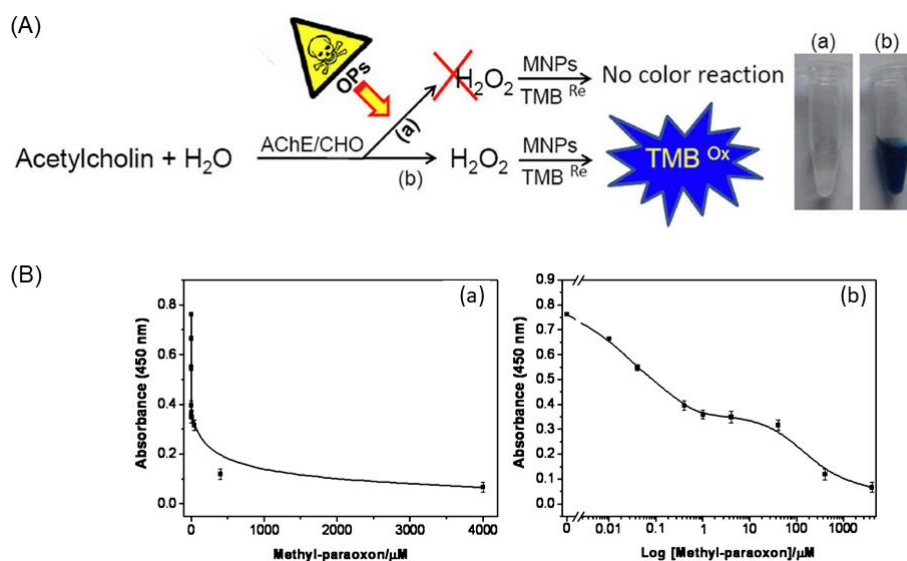 (A)
OPs
(a)
H₂O₂
MNPs
TMB ᴿᵉ
No color reaction
Acetylcholin + H₂O
AChE/CHO
(b)
H₂O₂
MNPs
TMB ᴿᵉ
TMB ᴼˣ
(a)
(b)
(B)
(a)
Absorbance (450 nm)
0.8
0.6
0.4
0.2
0.0
0 1000 2000 3000 4000
Methyl-paraoxon/µM
(b)
Absorbance (450 nm)
0.9
0.8
0.7
0.6
0.5
0.4
0.3
0.2
0.1
0.0
0 0.01 0.1 1 10 100 1000
Log [Methyl-paraoxon]/µM